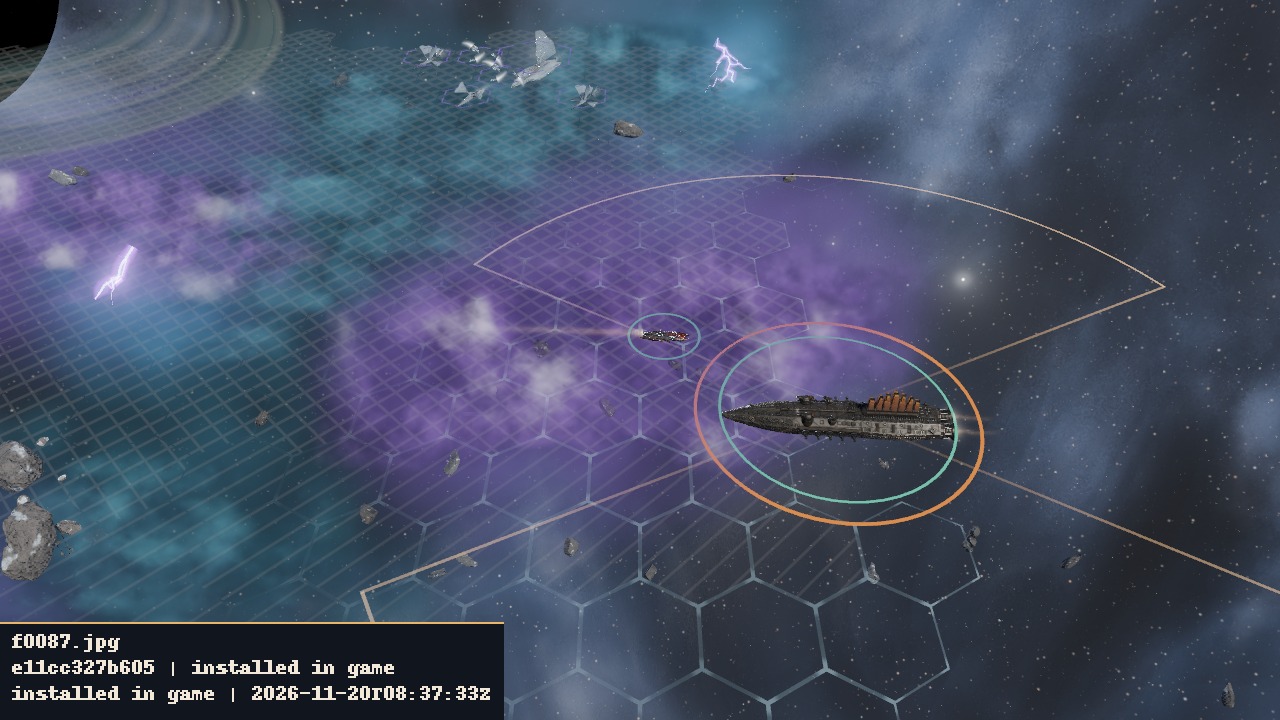 f0087.jpg
e11cc327b605 | installed in game
installed in game | 2026-11-20T08:37:33Z